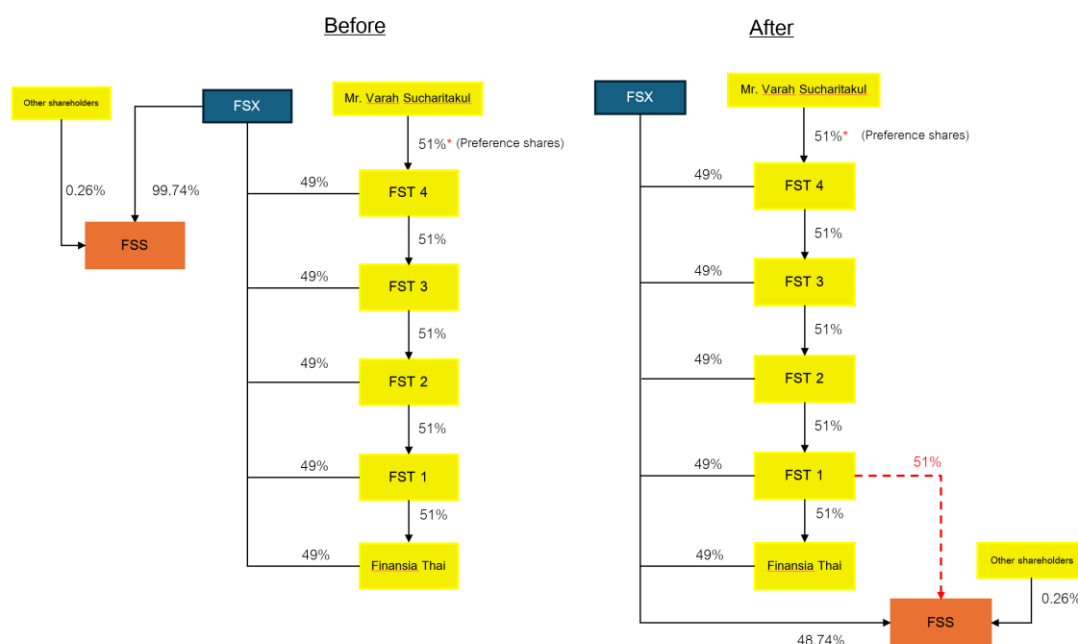 Before
Other shareholders
FSX
Mr. Varah Sucharitakul
51%* (Preference shares)
0.26%
99.74%
49%
FST 4
FSS
51%
49%
FST 3
51%
49%
FST 2
51%
49%
FST 1
51%
49%
Finansia Thai
After
FSX
Mr. Varah Sucharitakul
51%* (Preference shares)
49%
FST 4
51%
49%
FST 3
51%
49%
FST 2
51%
49%
FST 1
51%
51%
49%
Finansia Thai
Other shareholders
0.26%
FSS
48.74%